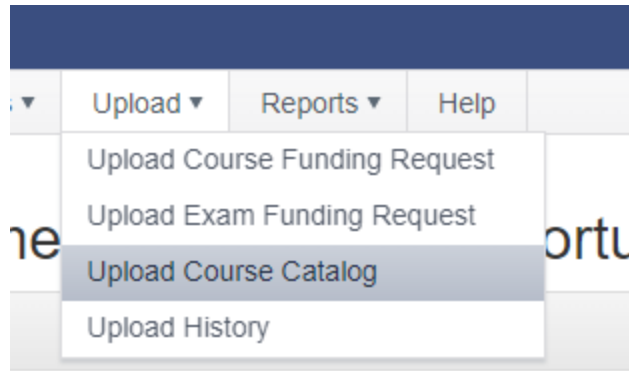 Upload ▾ Reports ▾ Help
Upload Course Funding Request
Upload Exam Funding Request
Upload Course Catalog
Upload History